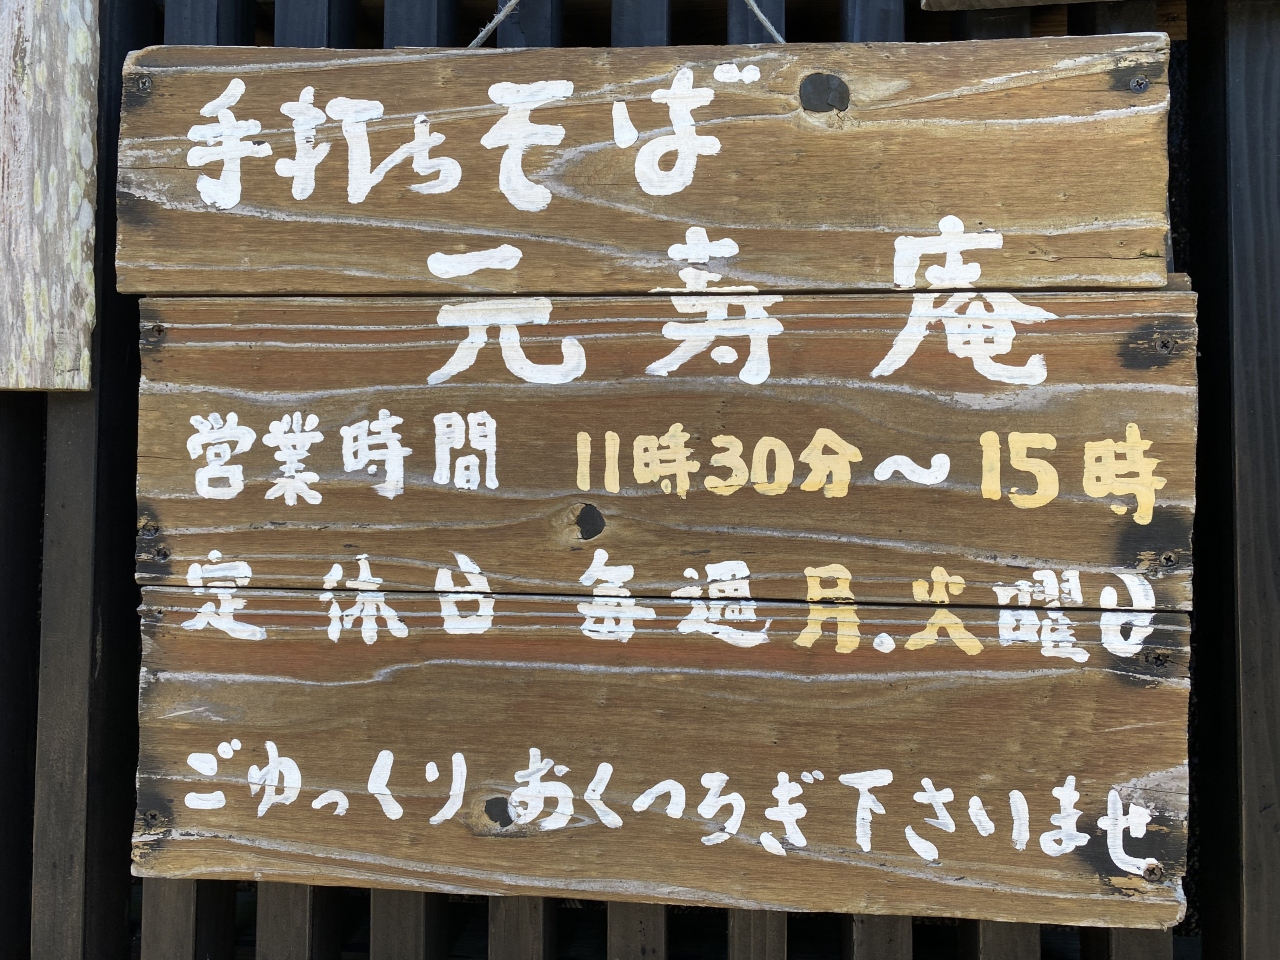 手打ちそば
元寿庵
営業時間 11時30分~15時
定休日 毎週月.火曜日
ごゆっくりおくつろぎ下さいませ